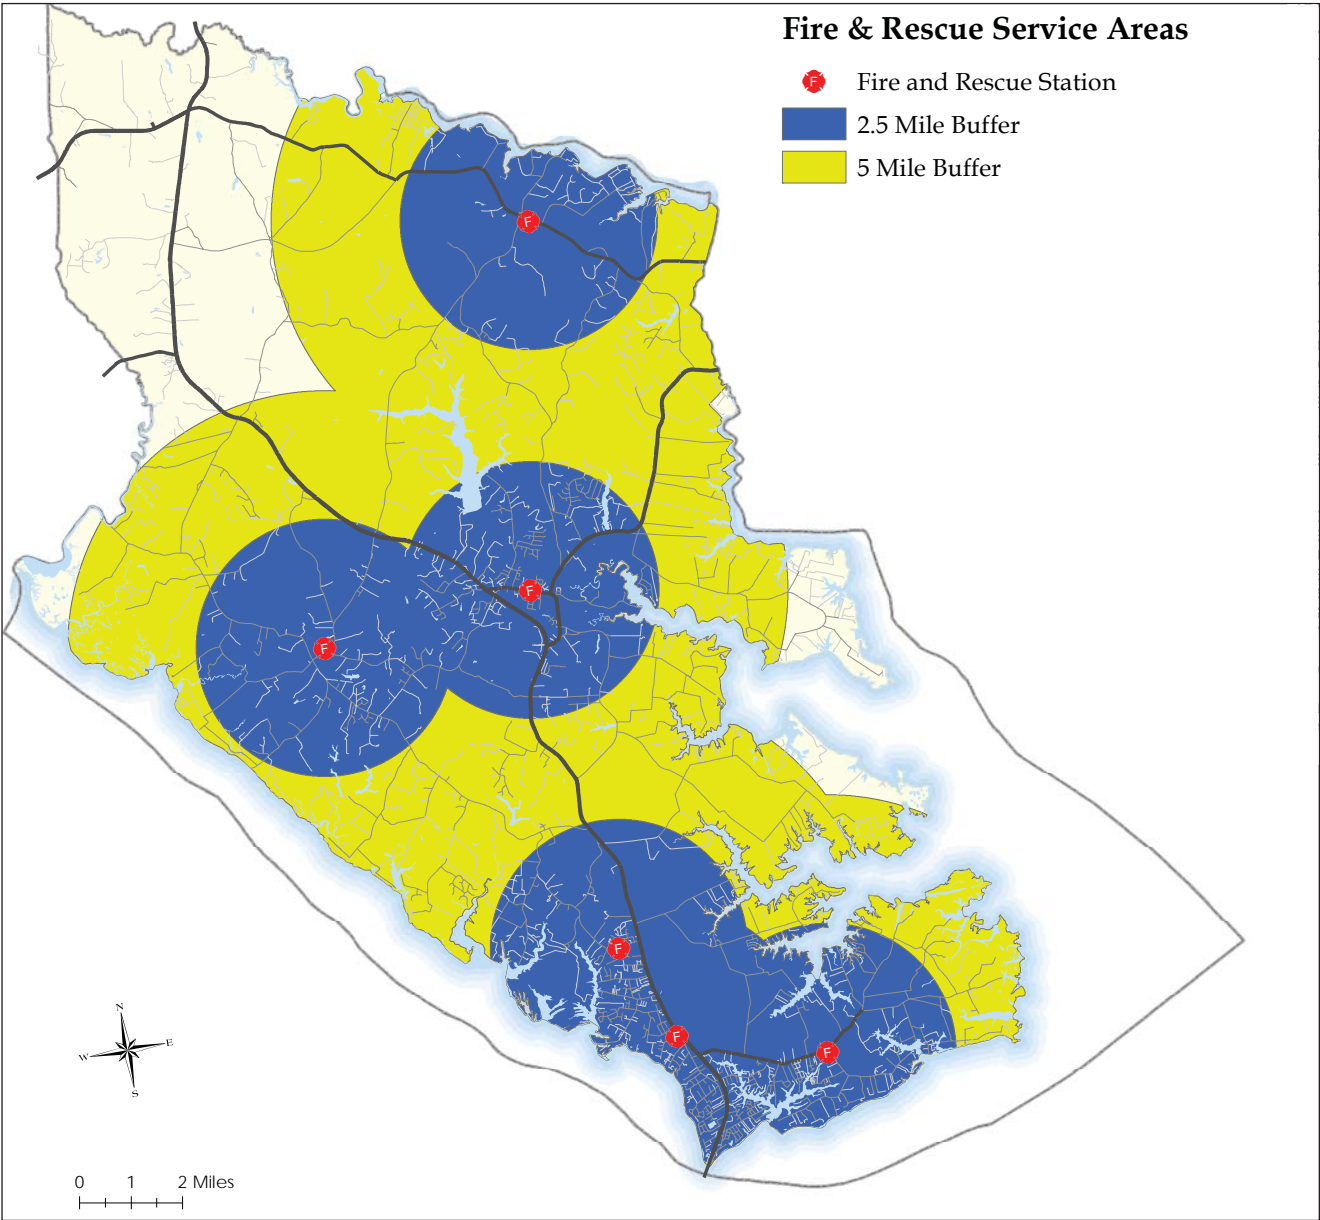 Fire & Rescue Service Areas
F Fire and Rescue Station
2.5 Mile Buffer
5 Mile Buffer
F
F
F
F
F
F
N
W E
S
0 1 2 Miles